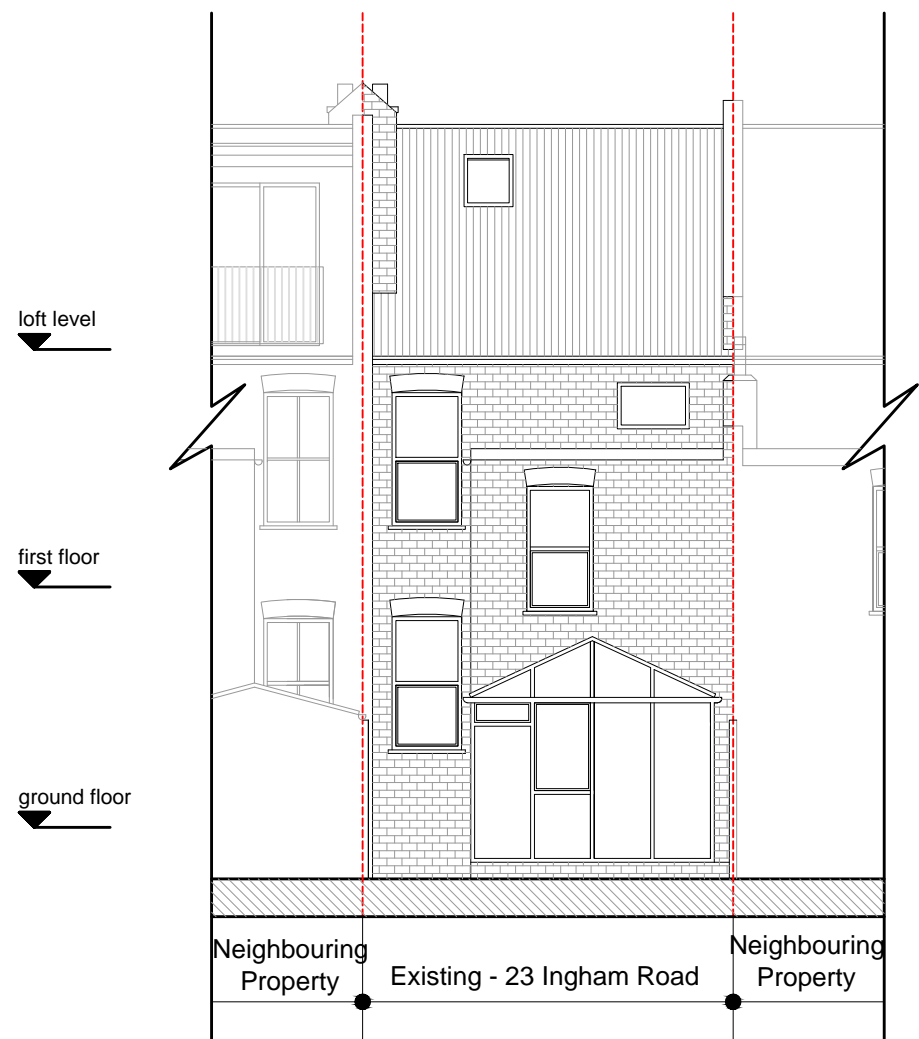 loft level
first floor
ground floor
Neighbouring
Property
Existing - 23 Ingham Road
Neighbouring
Property